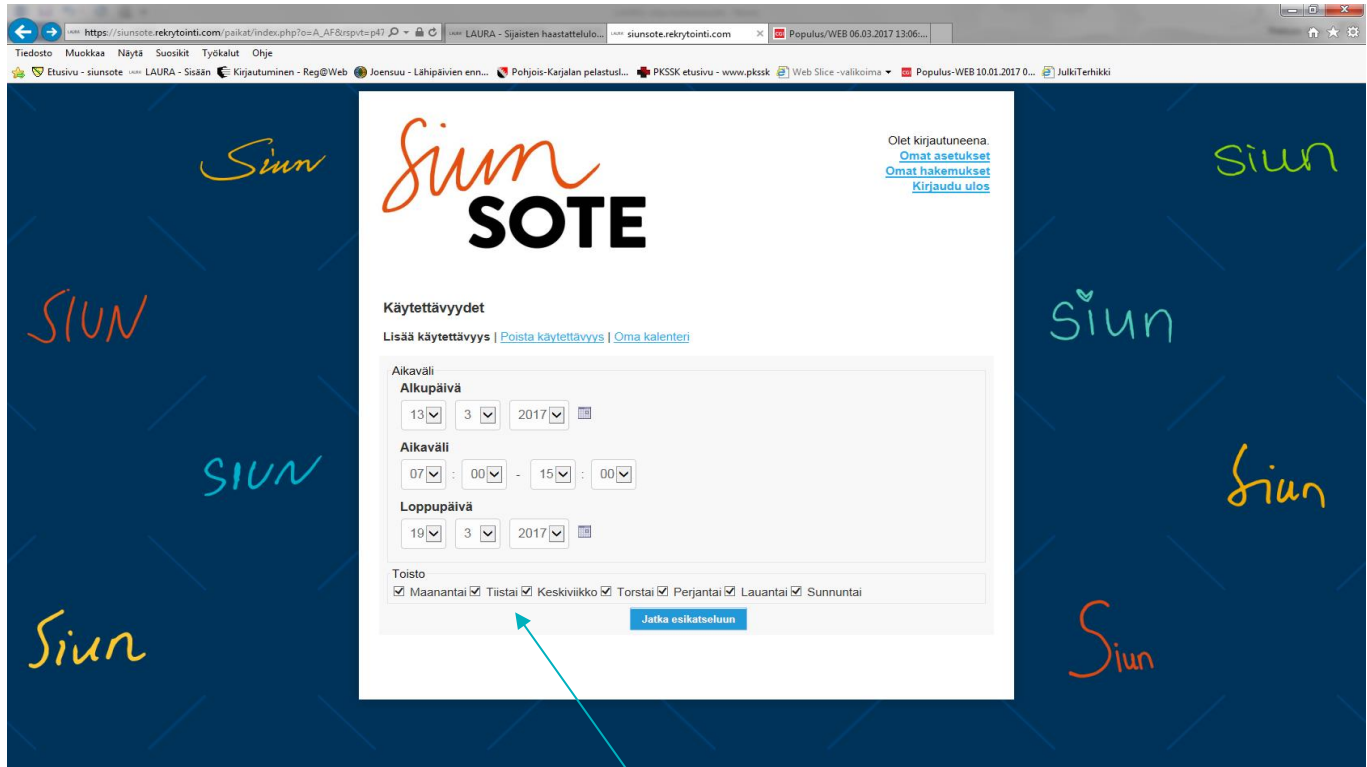 https://siunsote.rekrytointi.com/paikat/index.php?o=A_AF&rspvt=p47
LAURA - Sijaisten haastattelulo...
siunsote.rekrytointi.com
Populus/WEB 06.03.2017 13:06:...
Tiedosto Muokkaa Näytä Suosikit Työkalut Ohje
Etusivu - siunsote LAURA - Sisään Kirjautuminen - Reg@Web Joensuu - Lähipäivien enn... Pohjois-Karjalan pelastusl... PKSSK etusivu - www.pkssk Web Slice -valikoima Populus-WEB 10.01.2017 0... JulkiTerhikki
Siun
Siun
SOTE
Olet kirjautuneena.
Omat asetukset
Omat hakemukset
Kirjaudu ulos
siun
SIUN
siun
Käytettävyydet
Lisää käytettävyys | Poista käytettävyys | Oma kalenteri
Aikaväli
Alkupäivä
13 3 2017
Aikaväli
07 : 00 - 15 : 00
Loppupäivä
19 3 2017
SIUN
Siun
Toisto
Maanantai Tiistai Keskiviikko Torstai Perjantai Lauantai Sunnuntai
Jatka esikatseluun
Siun
Siun